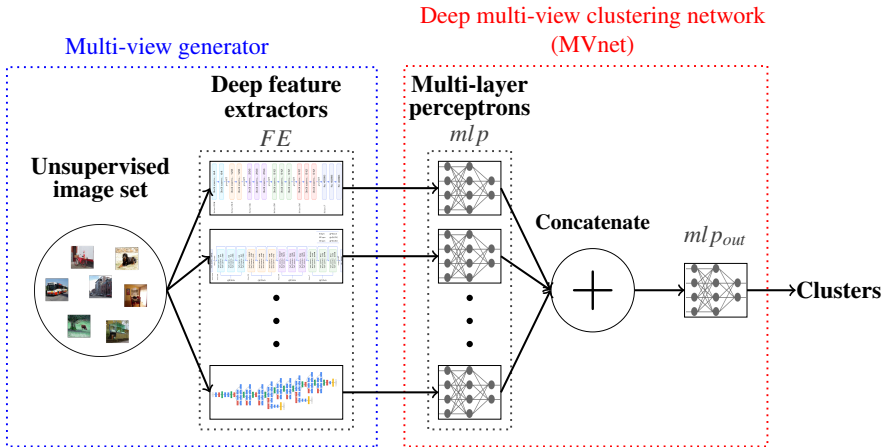 Deep multi-view clustering network
(MVnet)
Multi-view generator
Deep feature
extractors
FE
Multi-layer
perceptrons
mlp
Unsupervised
image set
Concatenate
mlp_out
Clusters